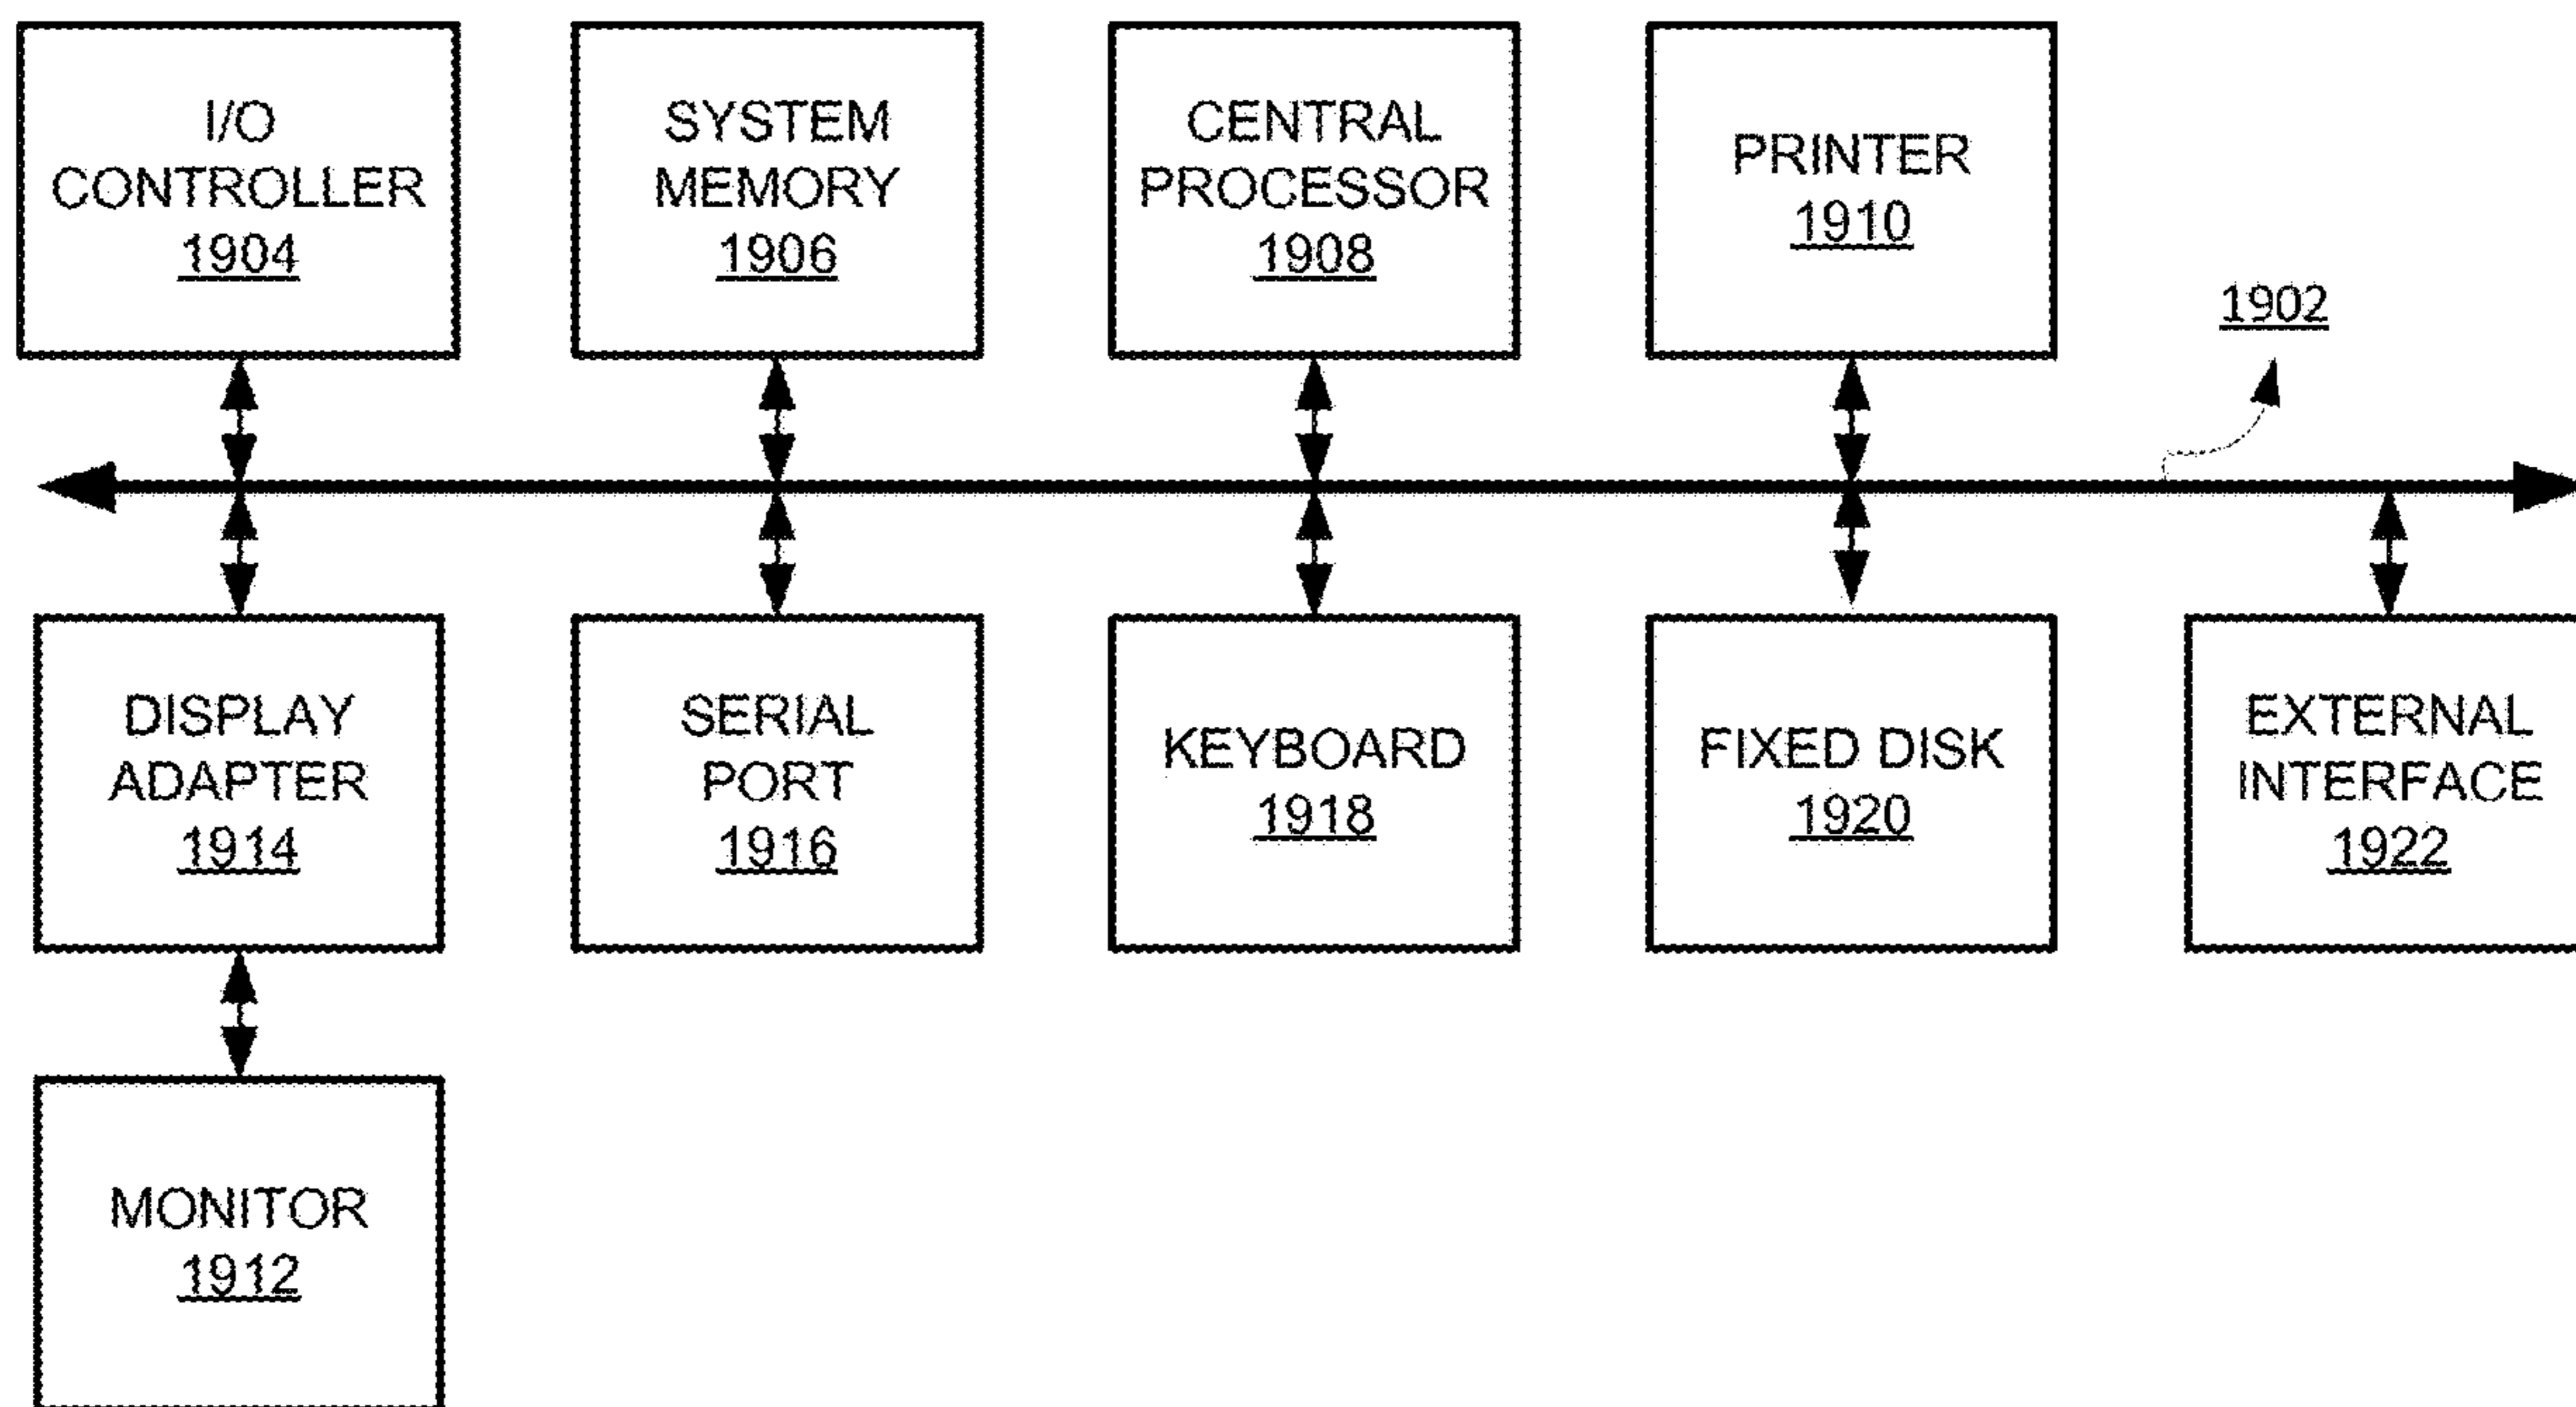 I/O
CONTROLLER
1904
SYSTEM
MEMORY
1906
CENTRAL
PROCESSOR
1908
PRINTER
1910
1902
DISPLAY
ADAPTER
1914
SERIAL
PORT
1916
KEYBOARD
1918
FIXED DISK
1920
EXTERNAL
INTERFACE
1922
MONITOR
1912